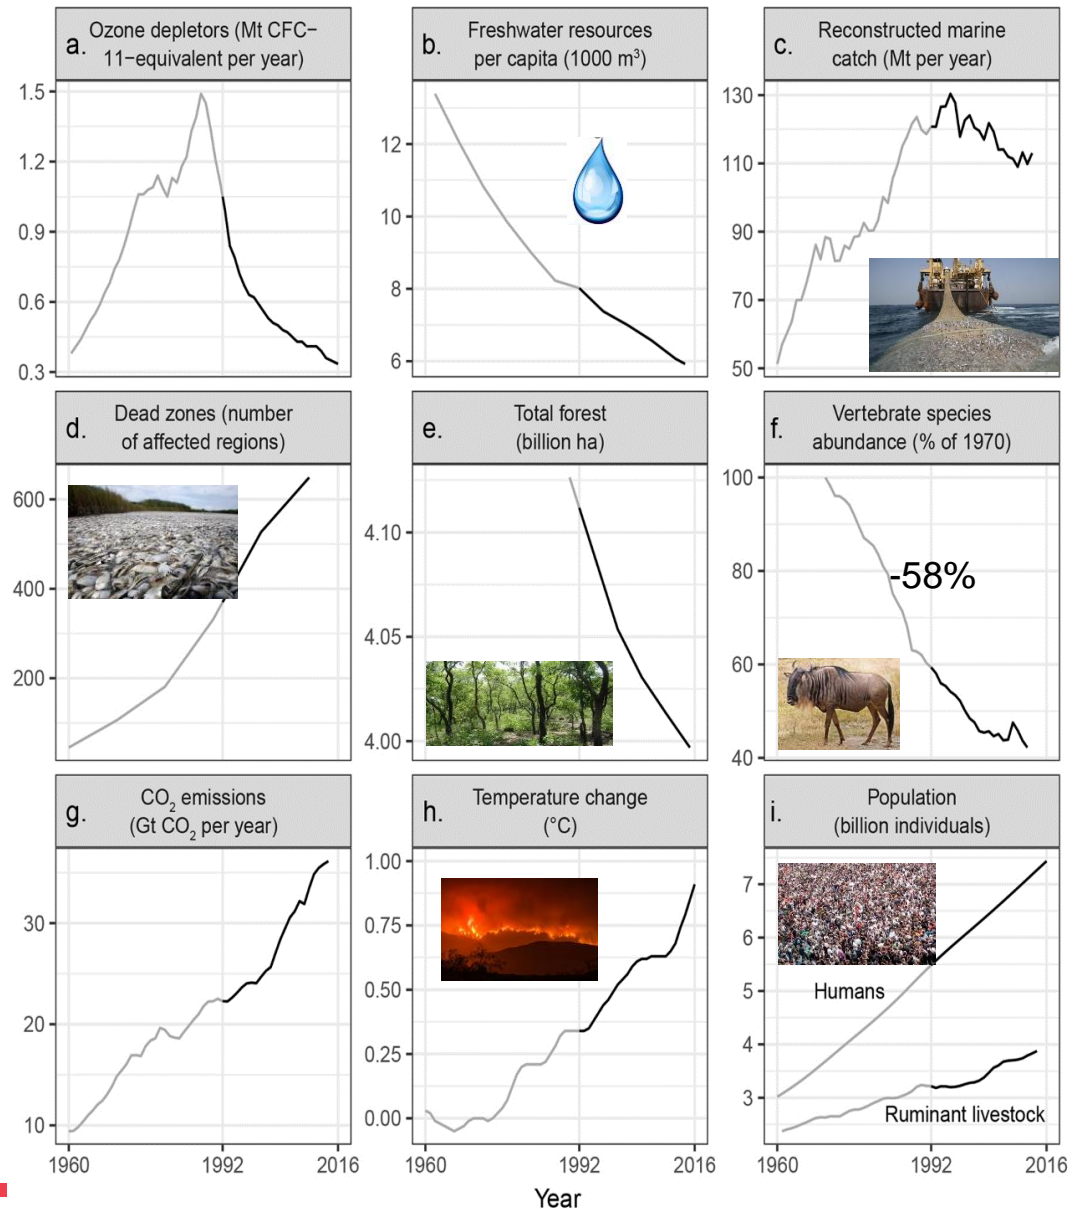 a.
Ozone depletors (Mt CFC−
11−equivalent per year)
1.5
1.2
0.9
0.6
0.3
b.
Freshwater resources
per capita (1000 m³)
12
10
8
6
c.
Reconstructed marine
catch (Mt per year)
130
110
90
70
50
d.
Dead zones (number
of affected regions)
600
400
200
e.
Total forest
(billion ha)
4.10
4.05
4.00
f.
Vertebrate species
abundance (% of 1970)
100
80
60
40
-58%
g.
CO₂ emissions
(Gt CO₂ per year)
30
20
10
1960
1992
2016
h.
Temperature change
(°C)
1.00
0.75
0.50
0.25
0.00
1960
1992
2016
i.
Population
(billion individuals)
7
6
5
4
3
Humans
Ruminant livestock
1960
1992
2016
Year